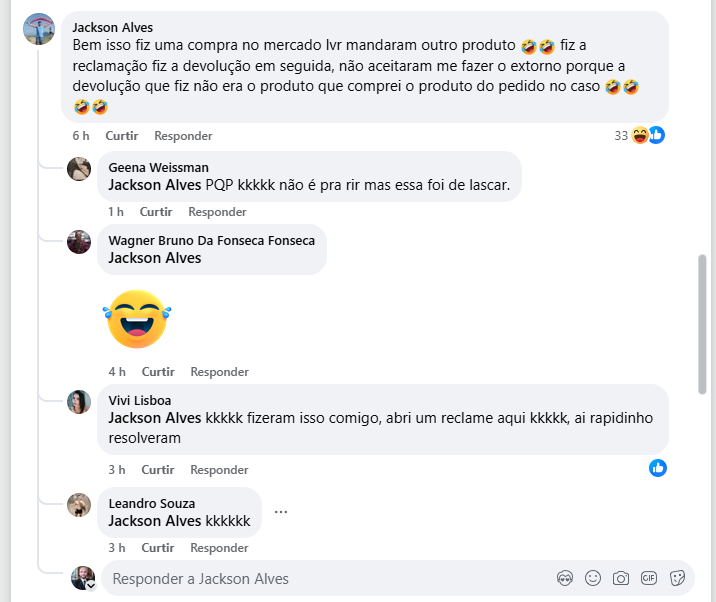 Jackson Alves
Bem isso fiz uma compra no mercado lvr mandaram outro produto 🤣🤣 fiz a
reclamação fiz a devolução em seguida, não aceitaram me fazer o extorno porque a
devolução que fiz não era o produto que comprei o produto do pedido no caso 🤣🤣
🤣🤣
6 h Curtir Responder 33
Geena Weissman
Jackson Alves PQP kkkkk não é pra rir mas essa foi de lascar.
1 h Curtir Responder
Wagner Bruno Da Fonseca Fonseca
Jackson Alves
4 h Curtir Responder
Vivi Lisboa
Jackson Alves kkkkk fizeram isso comigo, abri um reclame aqui kkkkk, ai rapidinho
resolveram
3 h Curtir Responder
Leandro Souza
Jackson Alves kkkkkk
3 h Curtir Responder
Responder a Jackson Alves GIF